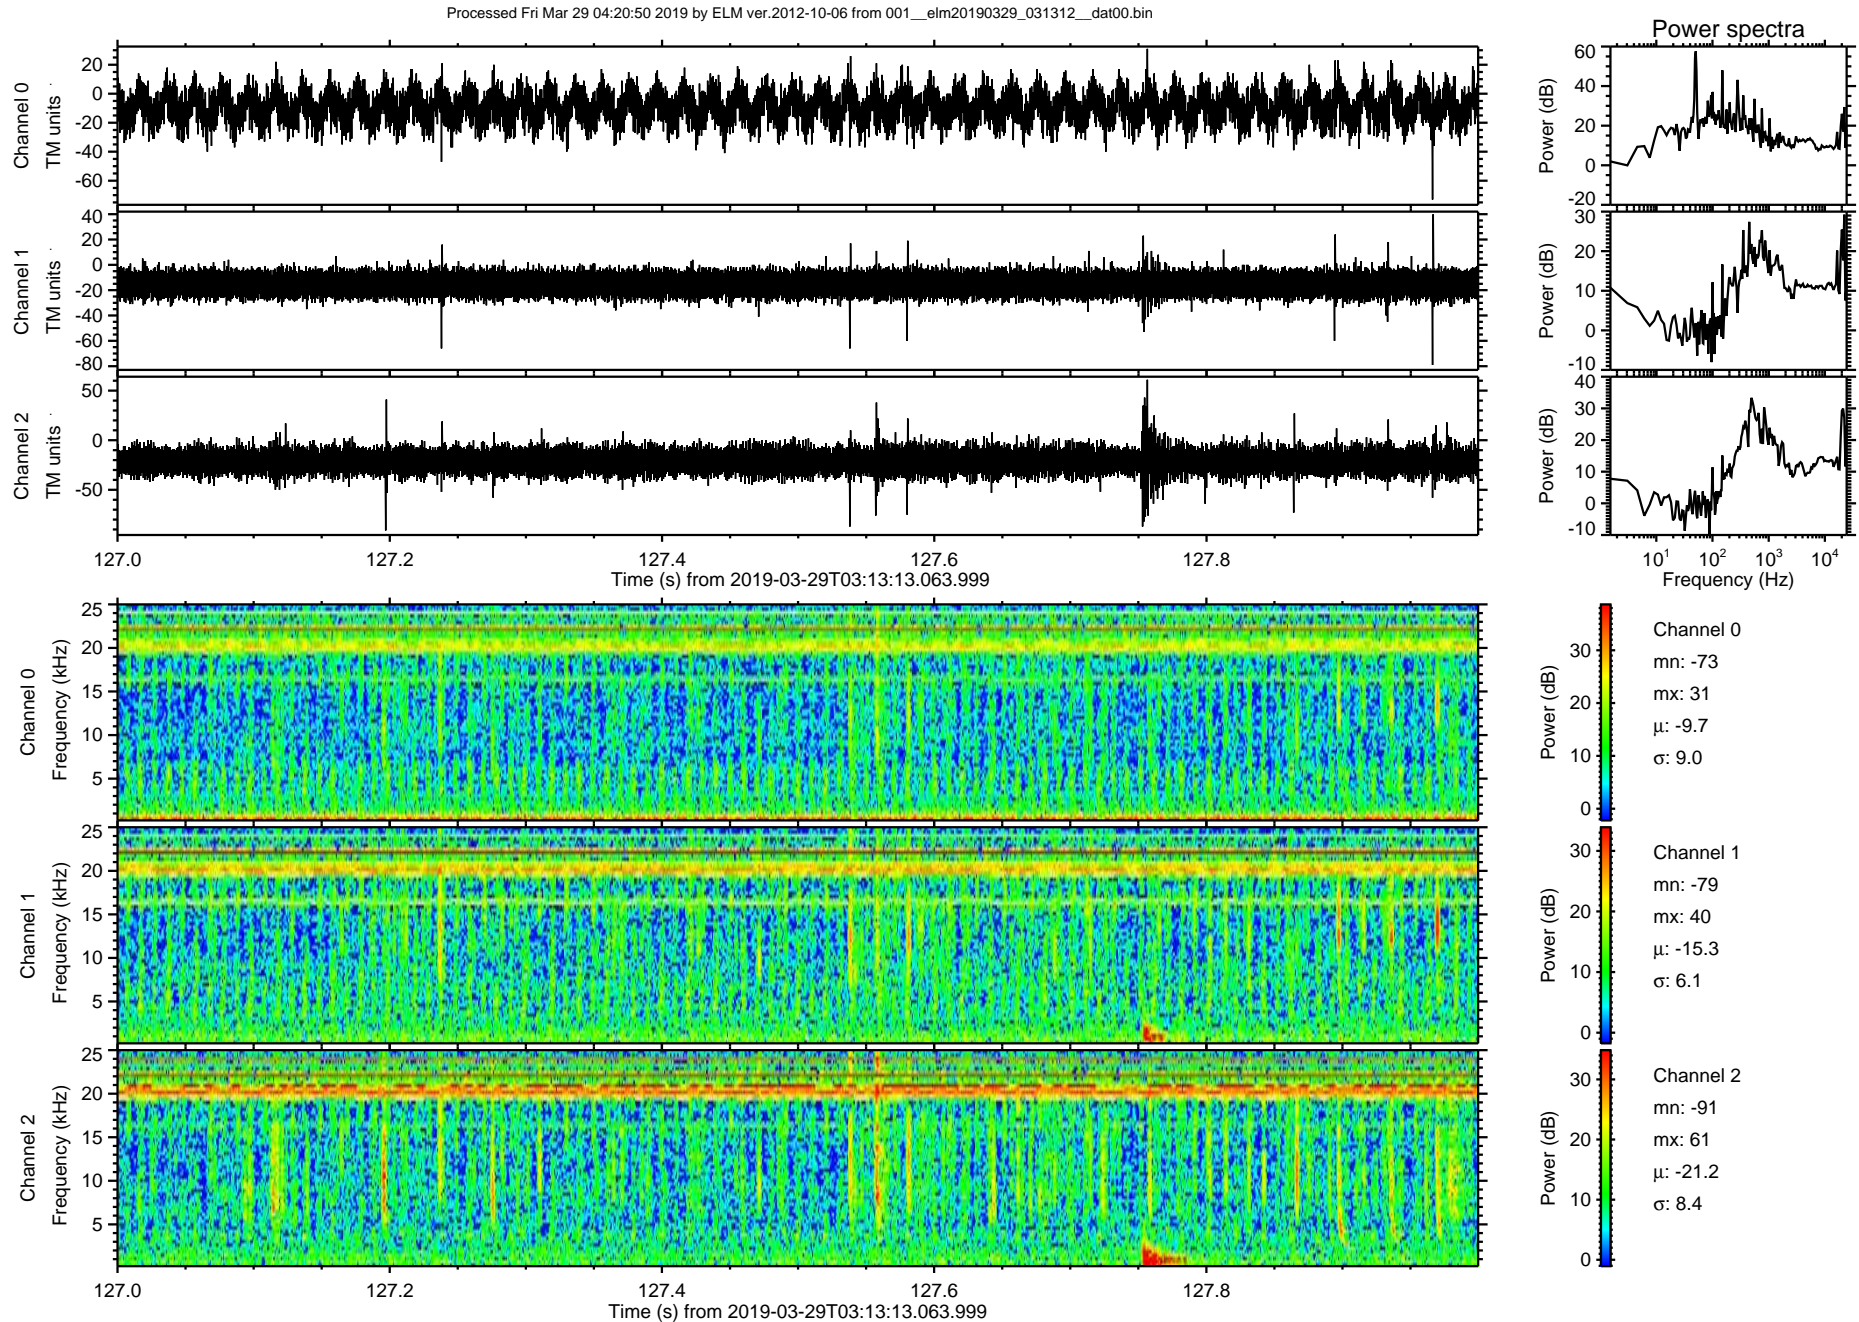 Processed Fri Mar 29 04:20:50 2019 by ELM ver.2012-10-06 from 001__elm20190329_031312__dat00.bin
Power spectra
Channel 0
TM units
20
0
-20
-40
-60
Power (dB)
60
40
20
0
-20
Channel 1
TM units
40
20
0
-20
-40
-60
-80
Power (dB)
30
20
10
0
-10
Channel 2
TM units
50
0
-50
Power (dB)
40
30
20
10
0
-10
127.0 127.2 127.4 127.6 127.8
Time (s) from 2019-03-29T03:13:13.063.999
10¹ 10² 10³ 10⁴
Frequency (Hz)
Channel 0
Frequency (kHz)
25
20
15
10
5
Power (dB)
30
20
10
0
Channel 0
mn: -73
mx: 31
μ: -9.7
σ: 9.0
Channel 1
Frequency (kHz)
25
20
15
10
5
Power (dB)
30
20
10
0
Channel 1
mn: -79
mx: 40
μ: -15.3
σ: 6.1
Channel 2
Frequency (kHz)
25
20
15
10
5
Power (dB)
30
20
10
0
Channel 2
mn: -91
mx: 61
μ: -21.2
σ: 8.4
127.0 127.2 127.4 127.6 127.8
Time (s) from 2019-03-29T03:13:13.063.999